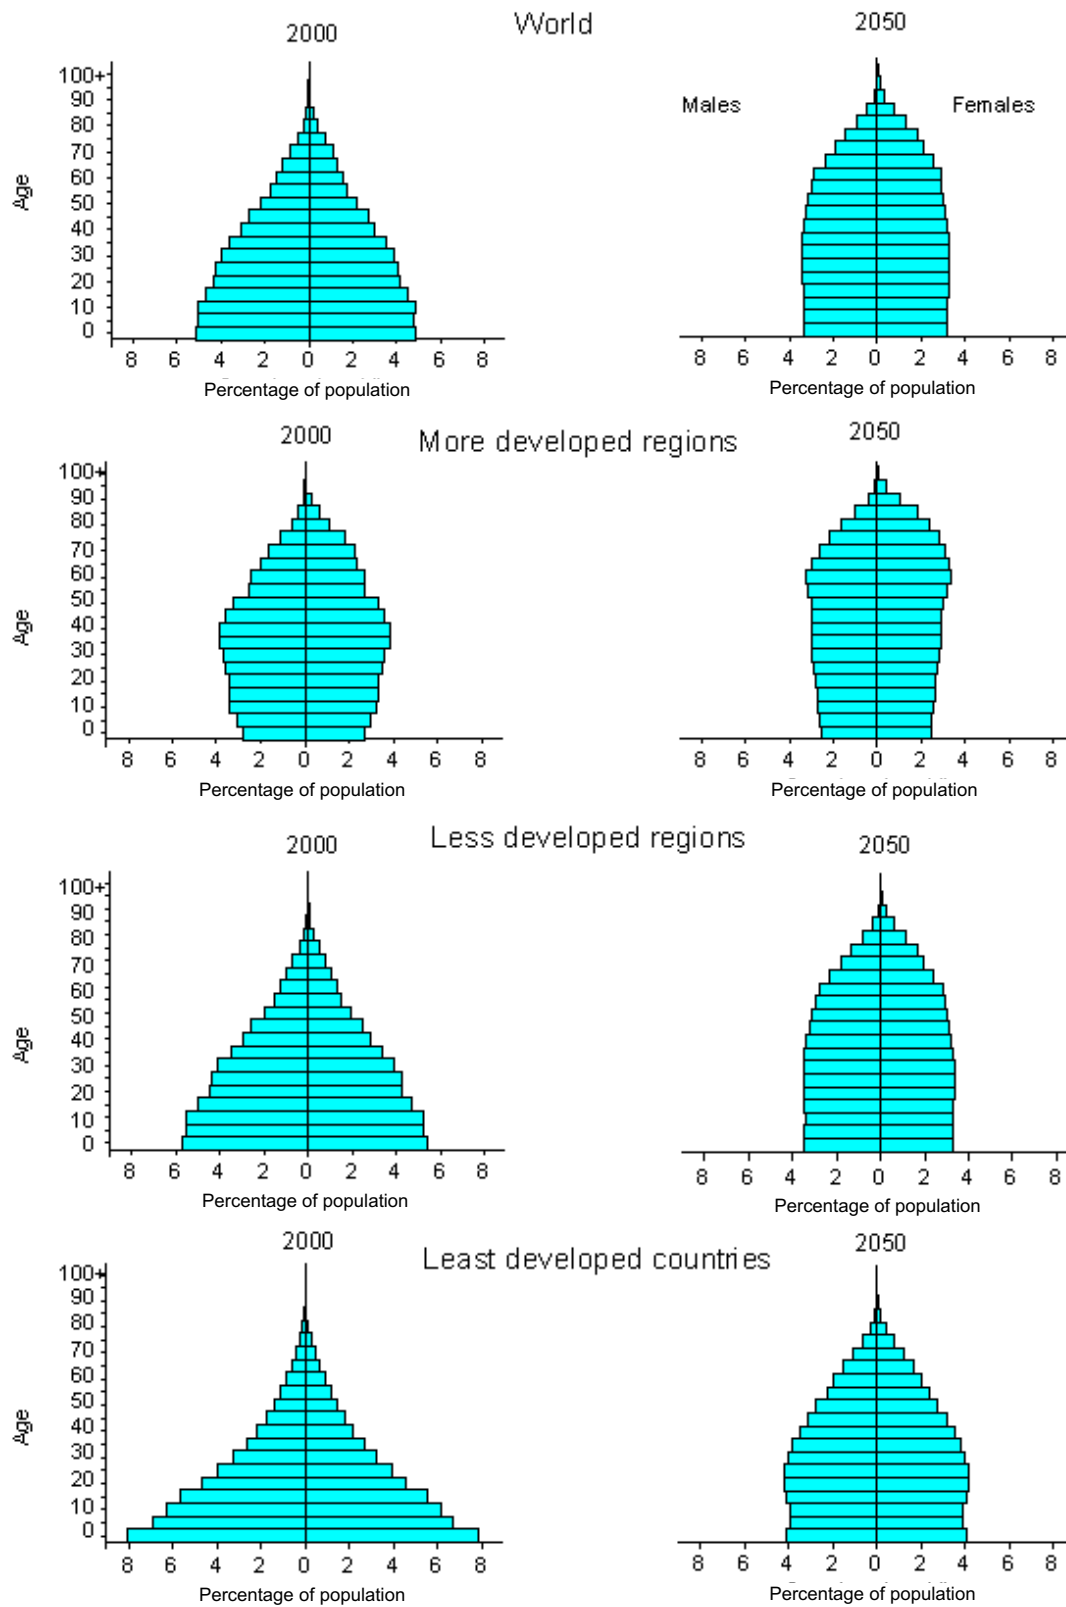 World
2000
2050
100+
90
80
70
60
50
40
30
20
10
0
Age
Males
Females
8 6 4 2 0 2 4 6 8
8 6 4 2 0 2 4 6 8
Percentage of population
Percentage of population
More developed regions
2000
2050
100+
90
80
70
60
50
40
30
20
10
0
Age
8 6 4 2 0 2 4 6 8
8 6 4 2 0 2 4 6 8
Percentage of population
Percentage of population
Less developed regions
2000
2050
100+
90
80
70
60
50
40
30
20
10
0
Age
8 6 4 2 0 2 4 6 8
8 6 4 2 0 2 4 6 8
Percentage of population
Percentage of population
Least developed countries
2000
2050
100+
90
80
70
60
50
40
30
20
10
0
Age
8 6 4 2 0 2 4 6 8
8 6 4 2 0 2 4 6 8
Percentage of population
Percentage of population